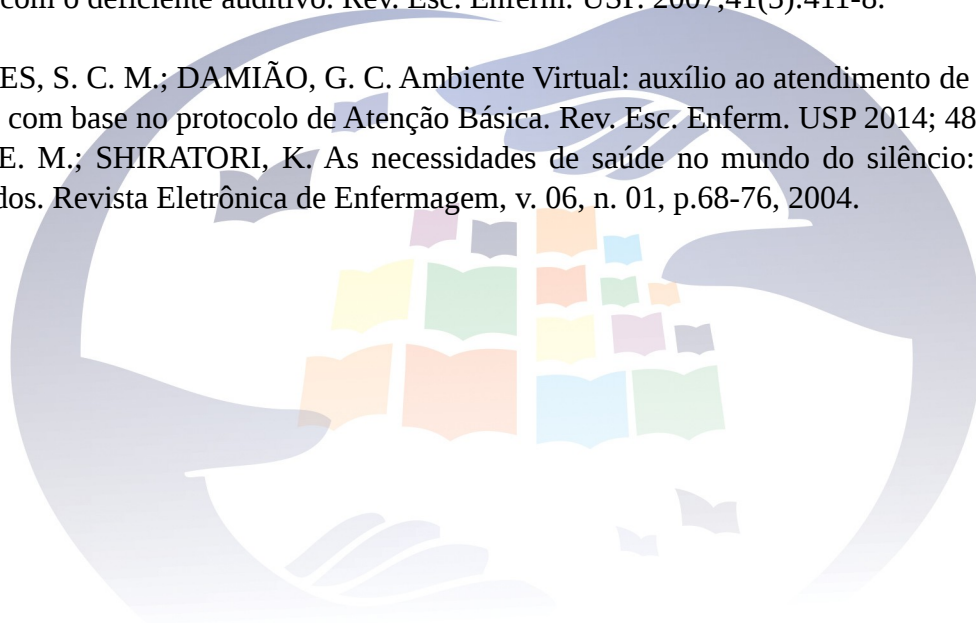 com o deficiente auditivo. Rev. Esc. Enferm. USP. 2007;41(3):411-8.
ES, S. C. M.; DAMIÃO, G. C. Ambiente Virtual: auxílio ao atendimento de
com base no protocolo de Atenção Básica. Rev. Esc. Enferm. USP 2014; 48
E. M.; SHIRATORI, K. As necessidades de saúde no mundo do silêncio:
dos. Revista Eletrônica de Enfermagem, v. 06, n. 01, p.68-76, 2004.